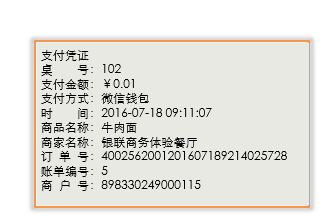 支付凭证
桌 号：102
支付金额：￥0.01
支付方式：微信钱包
时 间：2016-07-18 09:11:07
商品名称：牛肉面
商家名称：银联商务体验餐厅
订 单 号：4002562001201607189214025728
账单编号：5
商 户 号：898330249000115